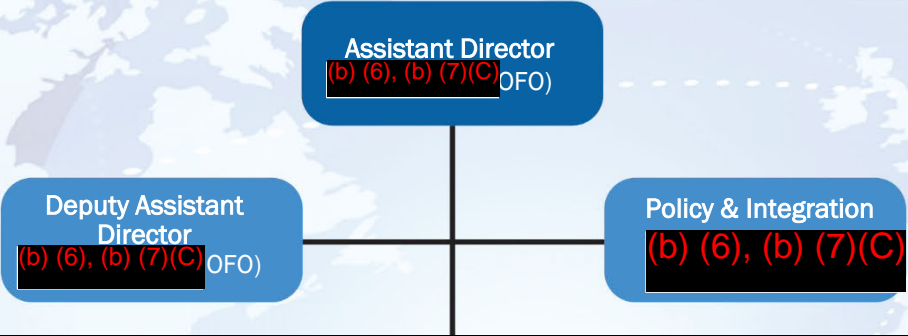 Assistant Director
(b) (6), (b) (7)(C) OFO)
Deputy Assistant
Director
(b) (6), (b) (7)(C) OFO)
Policy & Integration
(b) (6), (b) (7)(C)